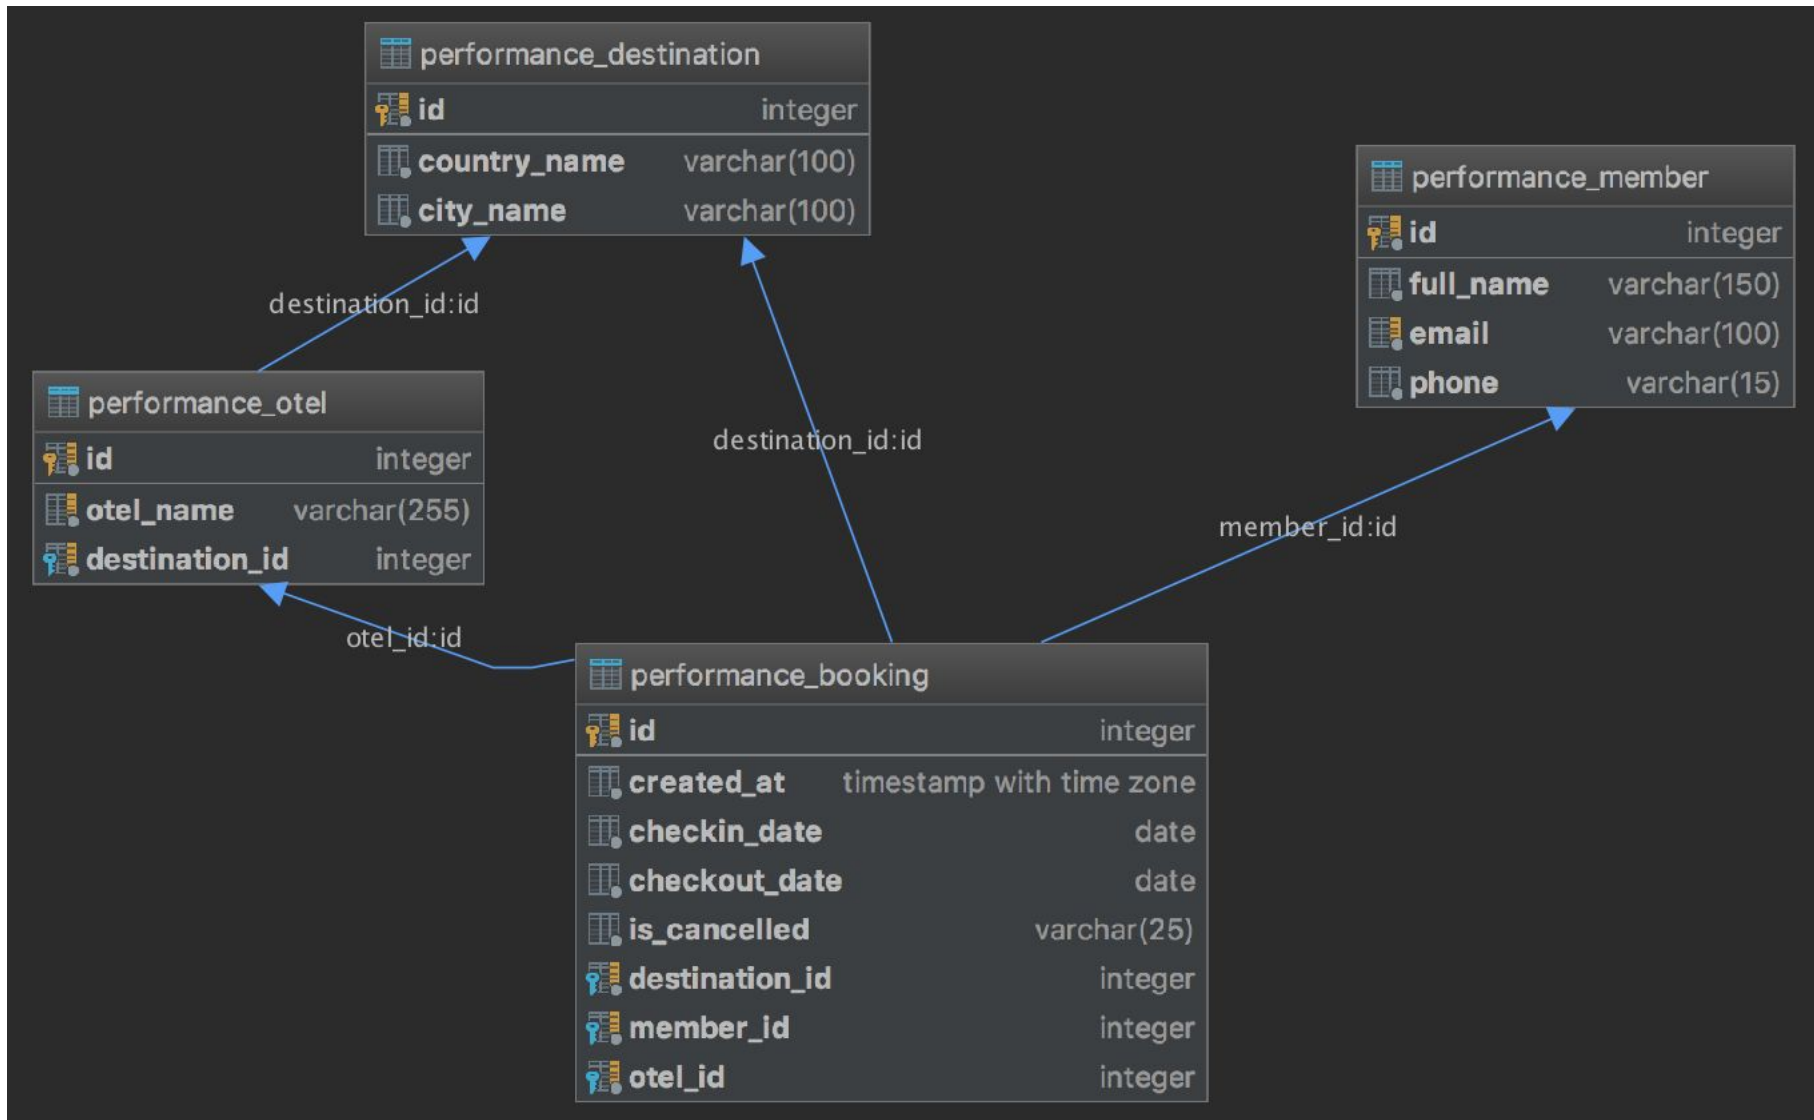 performance_destination
id integer
country_name varchar(100)
city_name varchar(100)
performance_member
id integer
full_name varchar(150)
email varchar(100)
phone varchar(15)
destination_id:id
performance_otel
id integer
otel_name varchar(255)
destination_id integer
destination_id:id
member_id:id
otel_id:id
performance_booking
id integer
created_at timestamp with time zone
checkin_date date
checkout_date date
is_cancelled varchar(25)
destination_id integer
member_id integer
otel_id integer